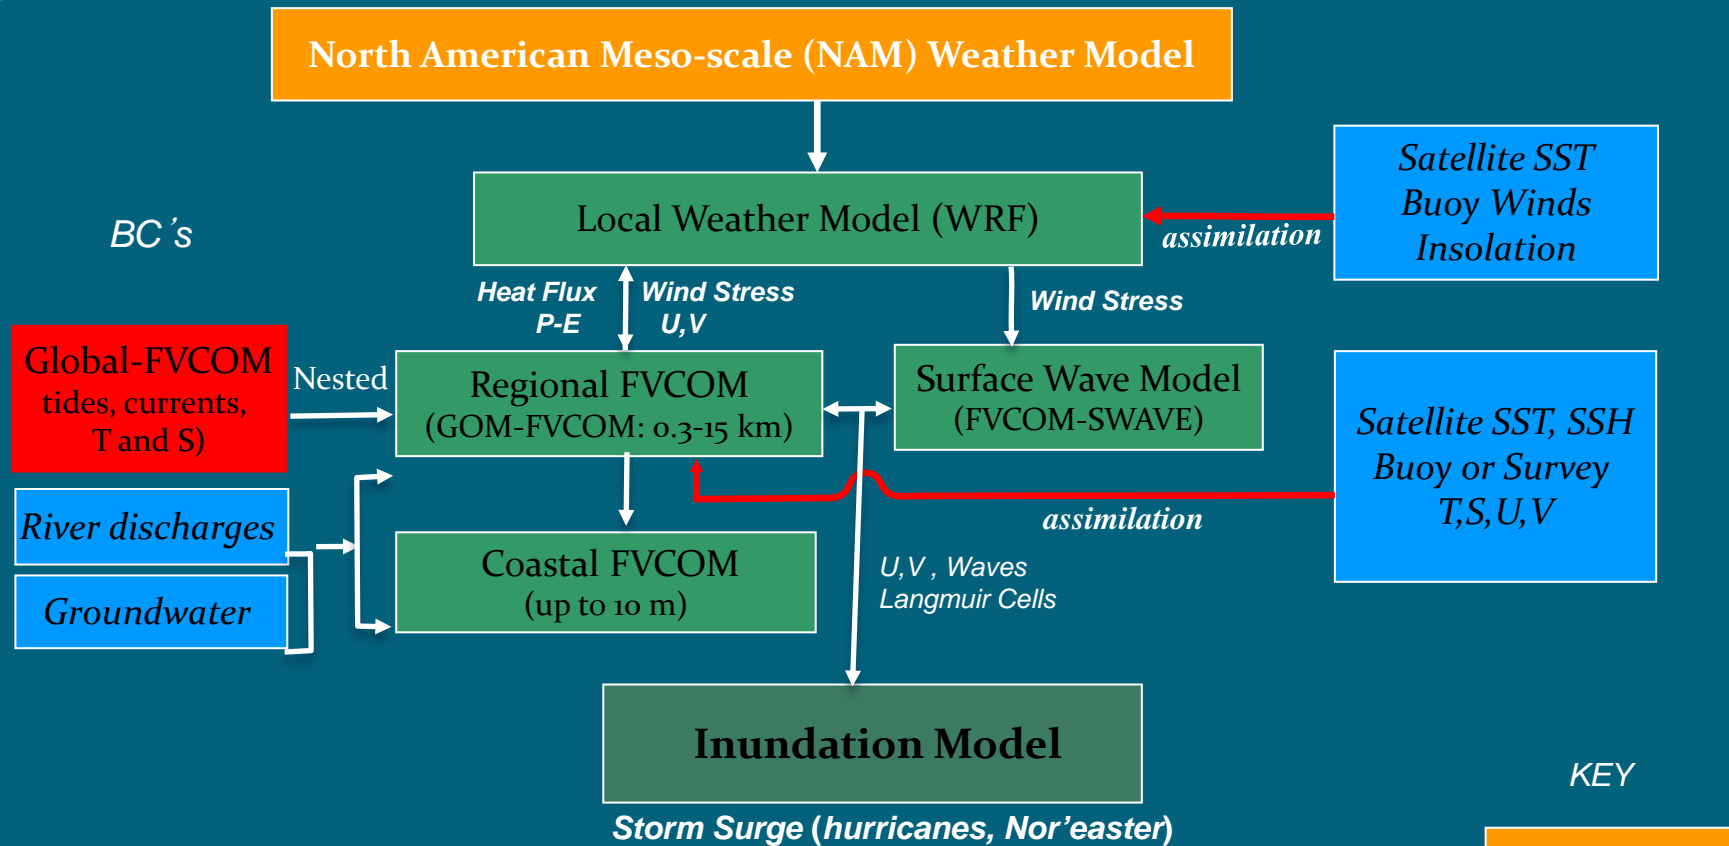 North American Meso-scale (NAM) Weather Model
Satellite SST
Buoy Winds
Insolation
Local Weather Model (WRF)
assimilation
BC´s
Heat Flux
P-E
Wind Stress
U,V
Wind Stress
Global-FVCOM
tides, currents,
T and S)
Nested
Regional FVCOM
(GOM-FVCOM: 0.3-15 km)
Surface Wave Model
(FVCOM-SWAVE)
Satellite SST, SSH
Buoy or Survey
T,S,U,V
assimilation
River discharges
Groundwater
Coastal FVCOM
(up to 10 m)
U,V , Waves
Langmuir Cells
Inundation Model
Storm Surge (hurricanes, Nor’easter)
KEY